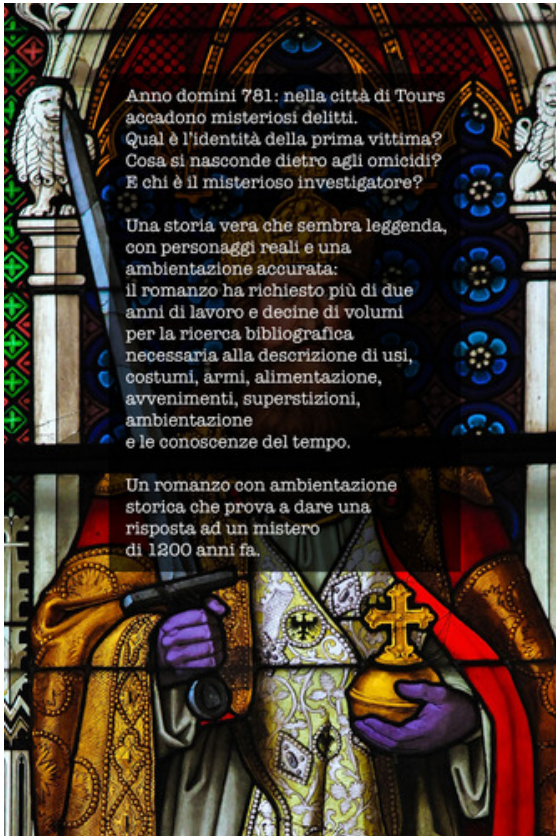 Anno domini 781: nella città di Tours
accadono misteriosi delitti.
Qual è l'identità della prima vittima?
Cosa si nasconde dietro agli omicidi?
E chi è il misterioso investigatore?
Una storia vera che sembra leggenda,
con personaggi reali e una
ambientazione accurata:
il romanzo ha richiesto più di due
anni di lavoro e decine di volumi
per la ricerca bibliografica
necessaria alla descrizione di usi,
costumi, armi, alimentazione,
avvenimenti, superstizioni,
ambientazione
e le conoscenze del tempo.
Un romanzo con ambientazione
storica che prova a dare una
risposta ad un mistero
di 1200 anni fa.